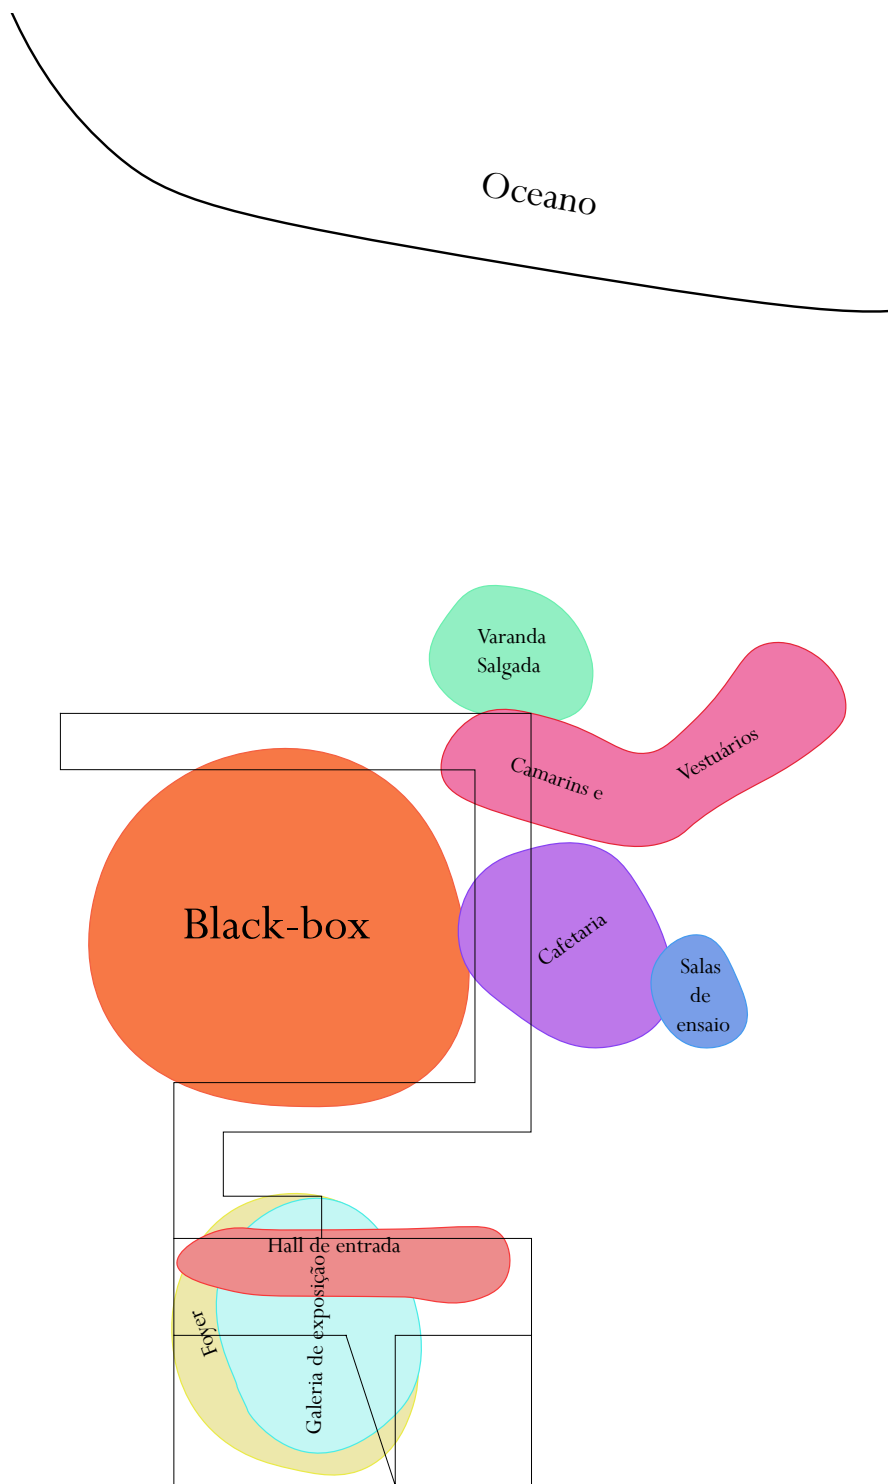 Oceano
Varanda
Salgada
Camarins e
Vestuários
Black-box
Cafetaria
Salas
de
ensaio
Hall de entrada
Foyer
Galeria de exposição